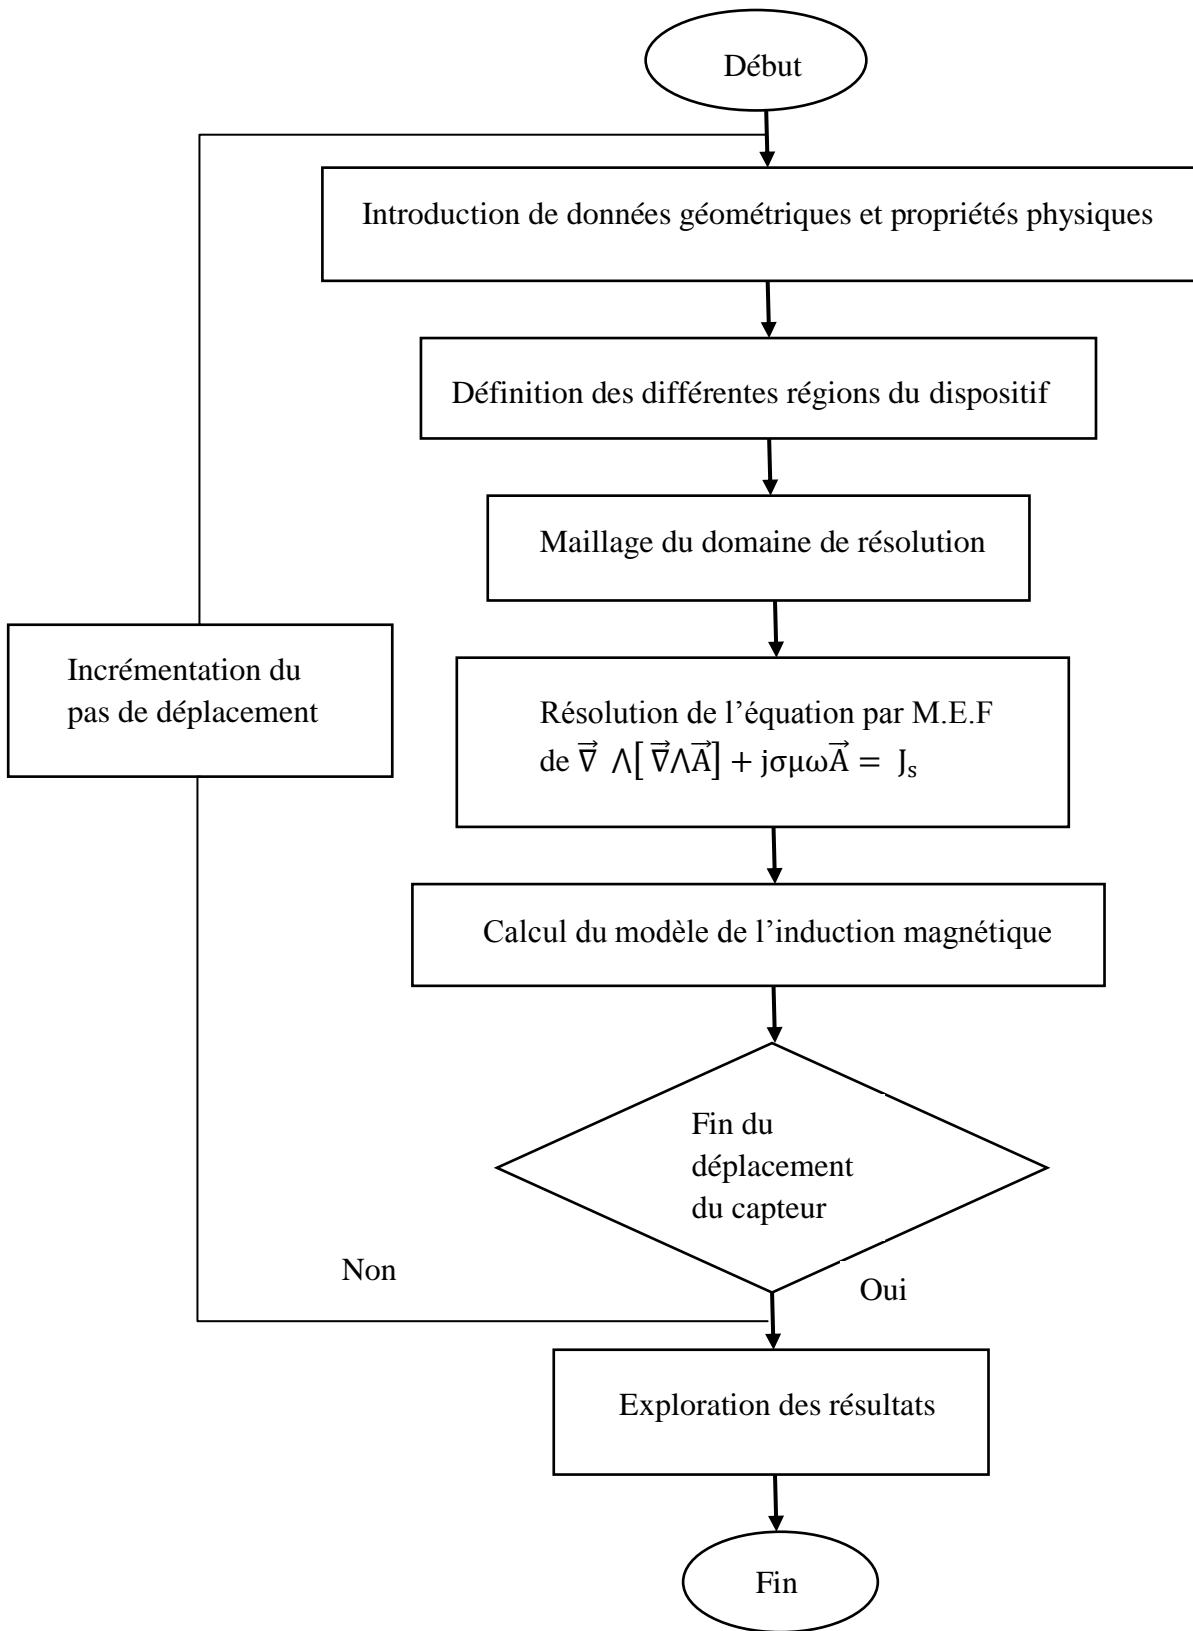 Début
Introduction de données géométriques et propriétés physiques
Définition des différentes régions du dispositif
Maillage du domaine de résolution
Incrémentation du
pas de déplacement
Résolution de l’équation par M.E.F
de ∇⃗ ⋀[ ∇⃗⋀A⃗] + jσμωA⃗ = Jₛ
Calcul du modèle de l’induction magnétique
Fin du
déplacement
du capteur
Non
Oui
Exploration des résultats
Fin